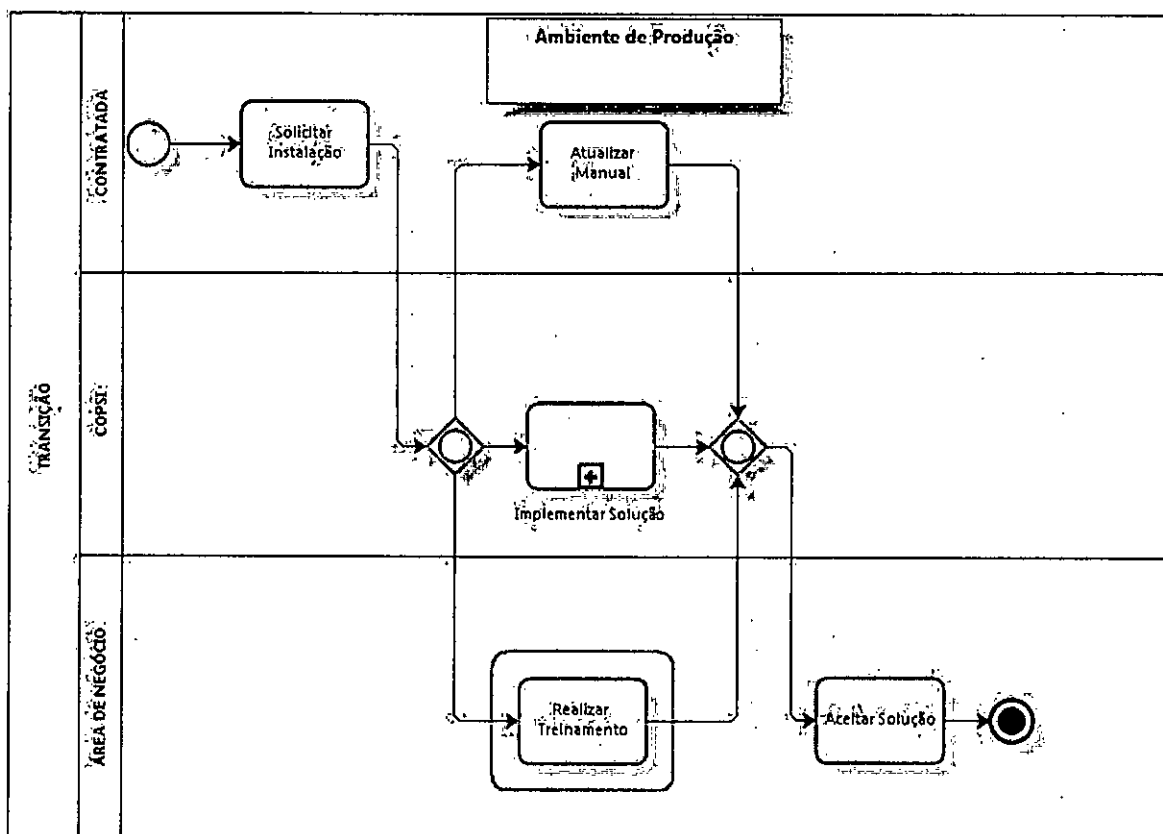 Ambiente de Produção
TRANSIÇÃO
CONTRATADA
Solicitar
Instalação
Atualizar
Manual
COPSI
Implementar Solução
ÁREA DE NEGÓCIO
Realizar
Treinamento
Aceitar Solução